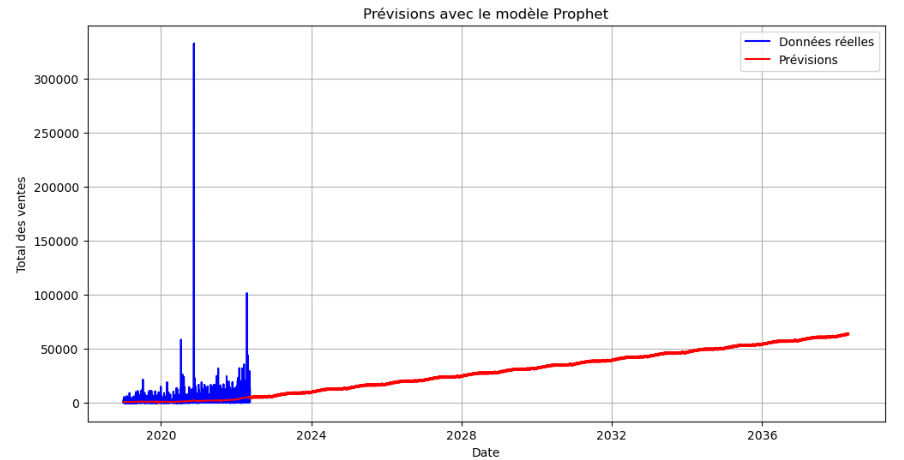 Prévisions avec le modèle Prophet
Données réelles
Prévisions
Total des ventes
300000
250000
200000
150000
100000
50000
0
2020
2024
2028
2032
2036
Date